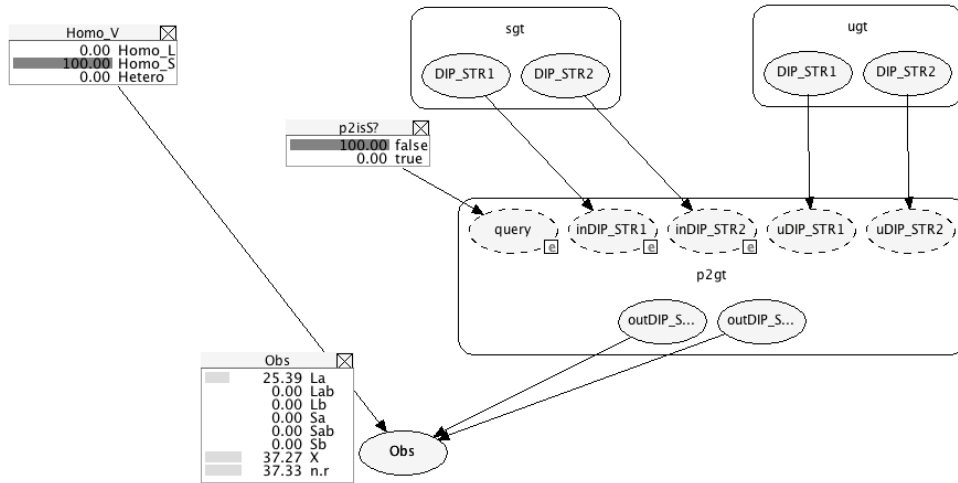 Homo_V
0.00 Homo_L
100.00 Homo_S
0.00 Hetero
sgt
DIP_STR1
DIP_STR2
ugt
DIP_STR1
DIP_STR2
p2isS?
100.00 false
0.00 true
query
e
inDIP_STR1
e
inDIP_STR2
e
uDIP_STR1
uDIP_STR2
p2gt
outDIP_S...
outDIP_S...
Obs
25.39 La
0.00 Lab
0.00 Lb
0.00 Sa
0.00 Sab
0.00 Sb
37.27 X
37.33 n.r
Obs